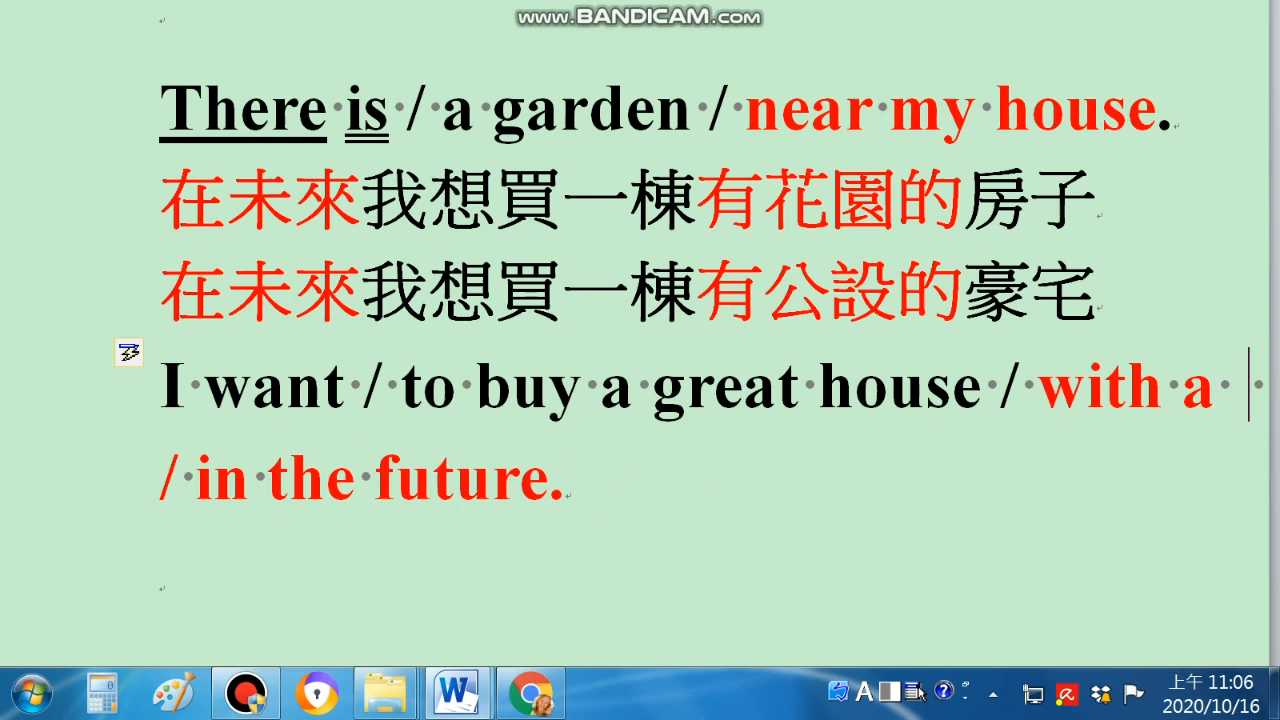 www.BANDICAM.com
There is / a garden / near my house.
在未來我想買一棟有花園的房子
在未來我想買一棟有公設的豪宅
I want / to buy a great house / with a
/ in the future.
上午 11:06
2020/10/16